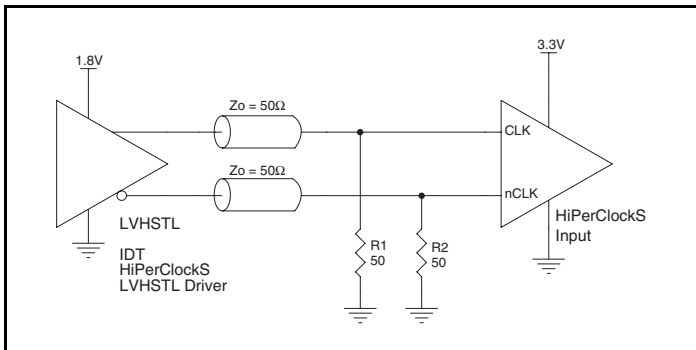 1.8V
3.3V
Zo = 50Ω
CLK
Zo = 50Ω
nCLK
LVHSTL
HiPerClockS
Input
IDT
HiPerClockS
LVHSTL Driver
R1
50
R2
50